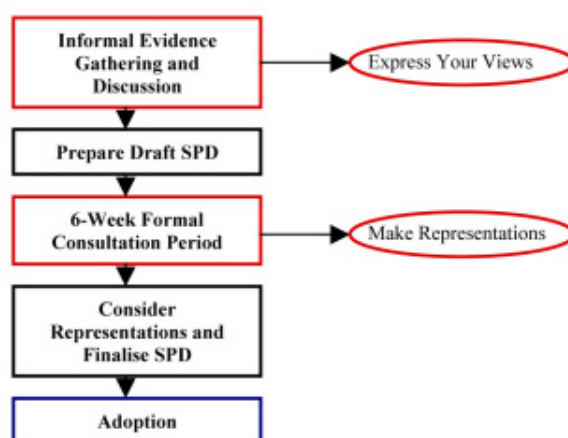 Informal Evidence
Gathering and
Discussion
Express Your Views
Prepare Draft SPD
6-Week Formal
Consultation Period
Make Representations
Consider
Representations and
Finalise SPD
Adoption